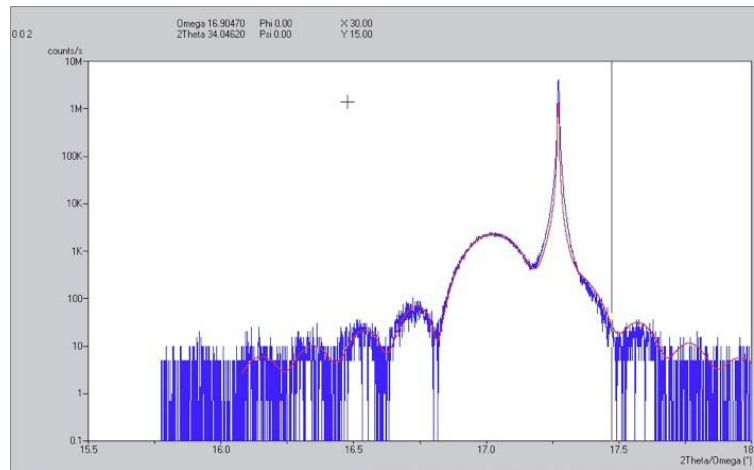 Omega 16.90470 Phi 0.00 X 30.00
0 0 2 2Theta 34.04620 Psi 0.00 Y 15.00
counts/s
10M
1M
100K
10K
1K
100
10
1
0.1
15.5 16.0 16.5 17.0 17.5 18
2Theta/Omega (°)